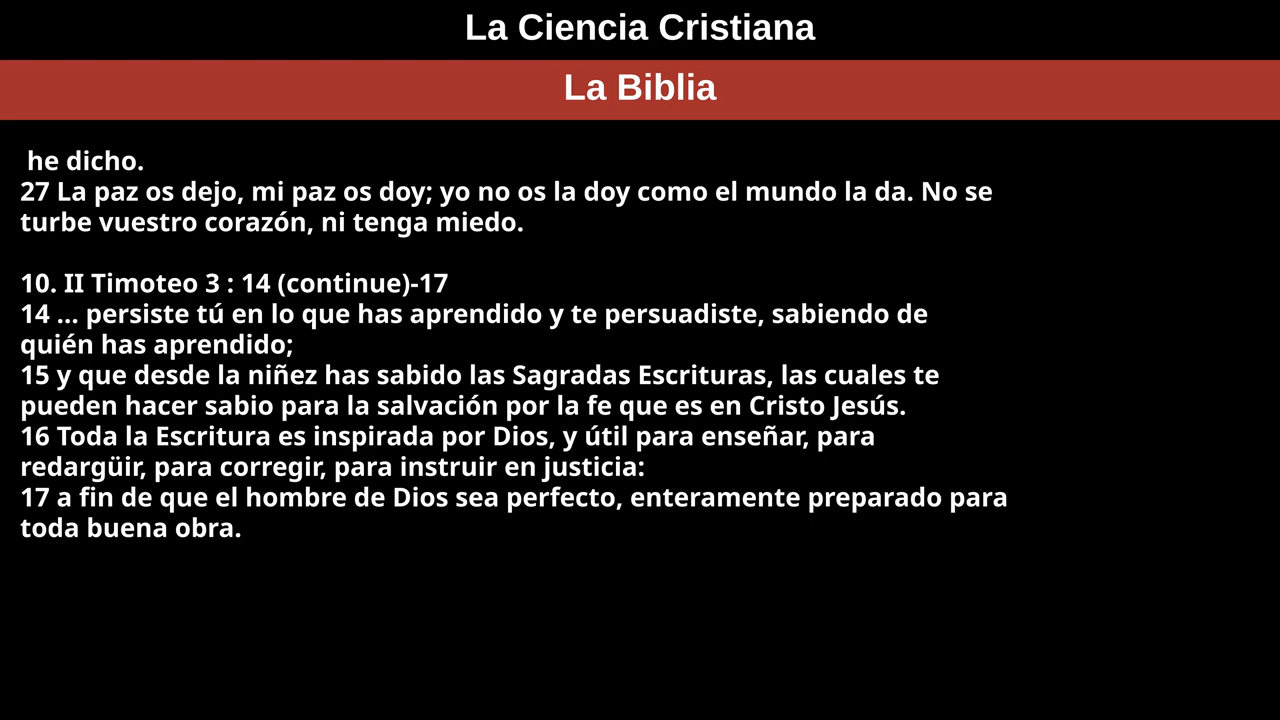 La Ciencia Cristiana
La Biblia
he dicho.
27 La paz os dejo, mi paz os doy; yo no os la doy como el mundo la da. No se
turbe vuestro corazón, ni tenga miedo.
10. II Timoteo 3 : 14 (continue)-17
14 ... persiste tú en lo que has aprendido y te persuadiste, sabiendo de
quién has aprendido;
15 y que desde la niñez has sabido las Sagradas Escrituras, las cuales te
pueden hacer sabio para la salvación por la fe que es en Cristo Jesús.
16 Toda la Escritura es inspirada por Dios, y útil para enseñar, para
redargüir, para corregir, para instruir en justicia:
17 a fin de que el hombre de Dios sea perfecto, enteramente preparado para
toda buena obra.